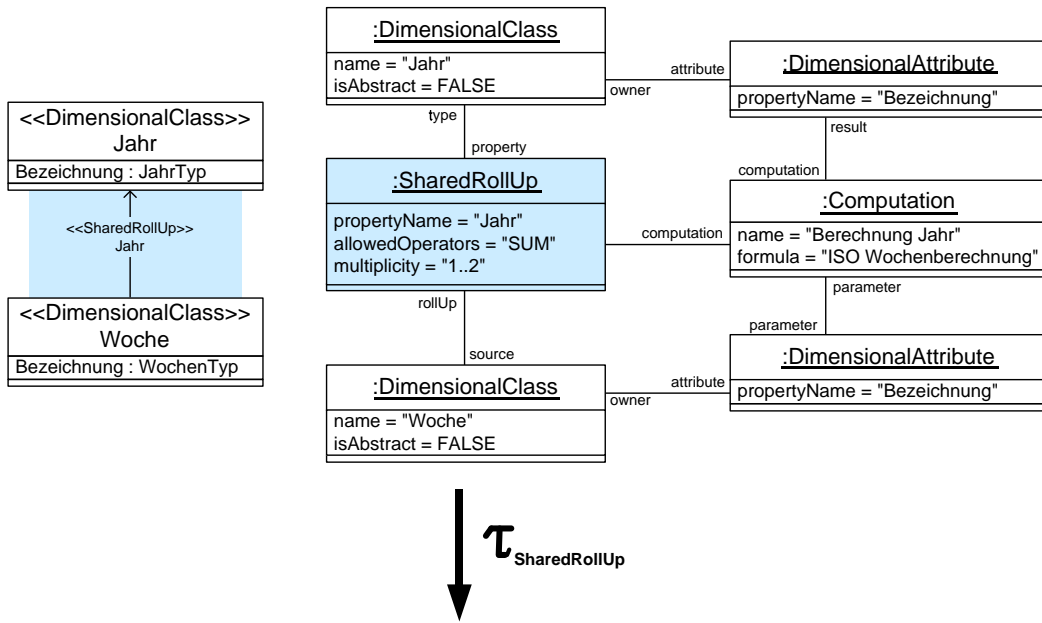 <<DimensionalClass>>
Jahr
Bezeichnung : JahrTyp
<<SharedRollUp>>
Jahr
<<DimensionalClass>>
Woche
Bezeichnung : WochenTyp
:DimensionalClass
name = "Jahr"
isAbstract = FALSE
attribute
owner
:DimensionalAttribute
propertyName = "Bezeichnung"
type
property
result
computation
:SharedRollUp
propertyName = "Jahr"
allowedOperators = "SUM"
multiplicity = "1..2"
computation
:Computation
name = "Berechnung Jahr"
formula = "ISO Wochenberechnung"
rollUp
source
parameter
parameter
:DimensionalClass
name = "Woche"
isAbstract = FALSE
attribute
owner
:DimensionalAttribute
propertyName = "Bezeichnung"
τ SharedRollUp